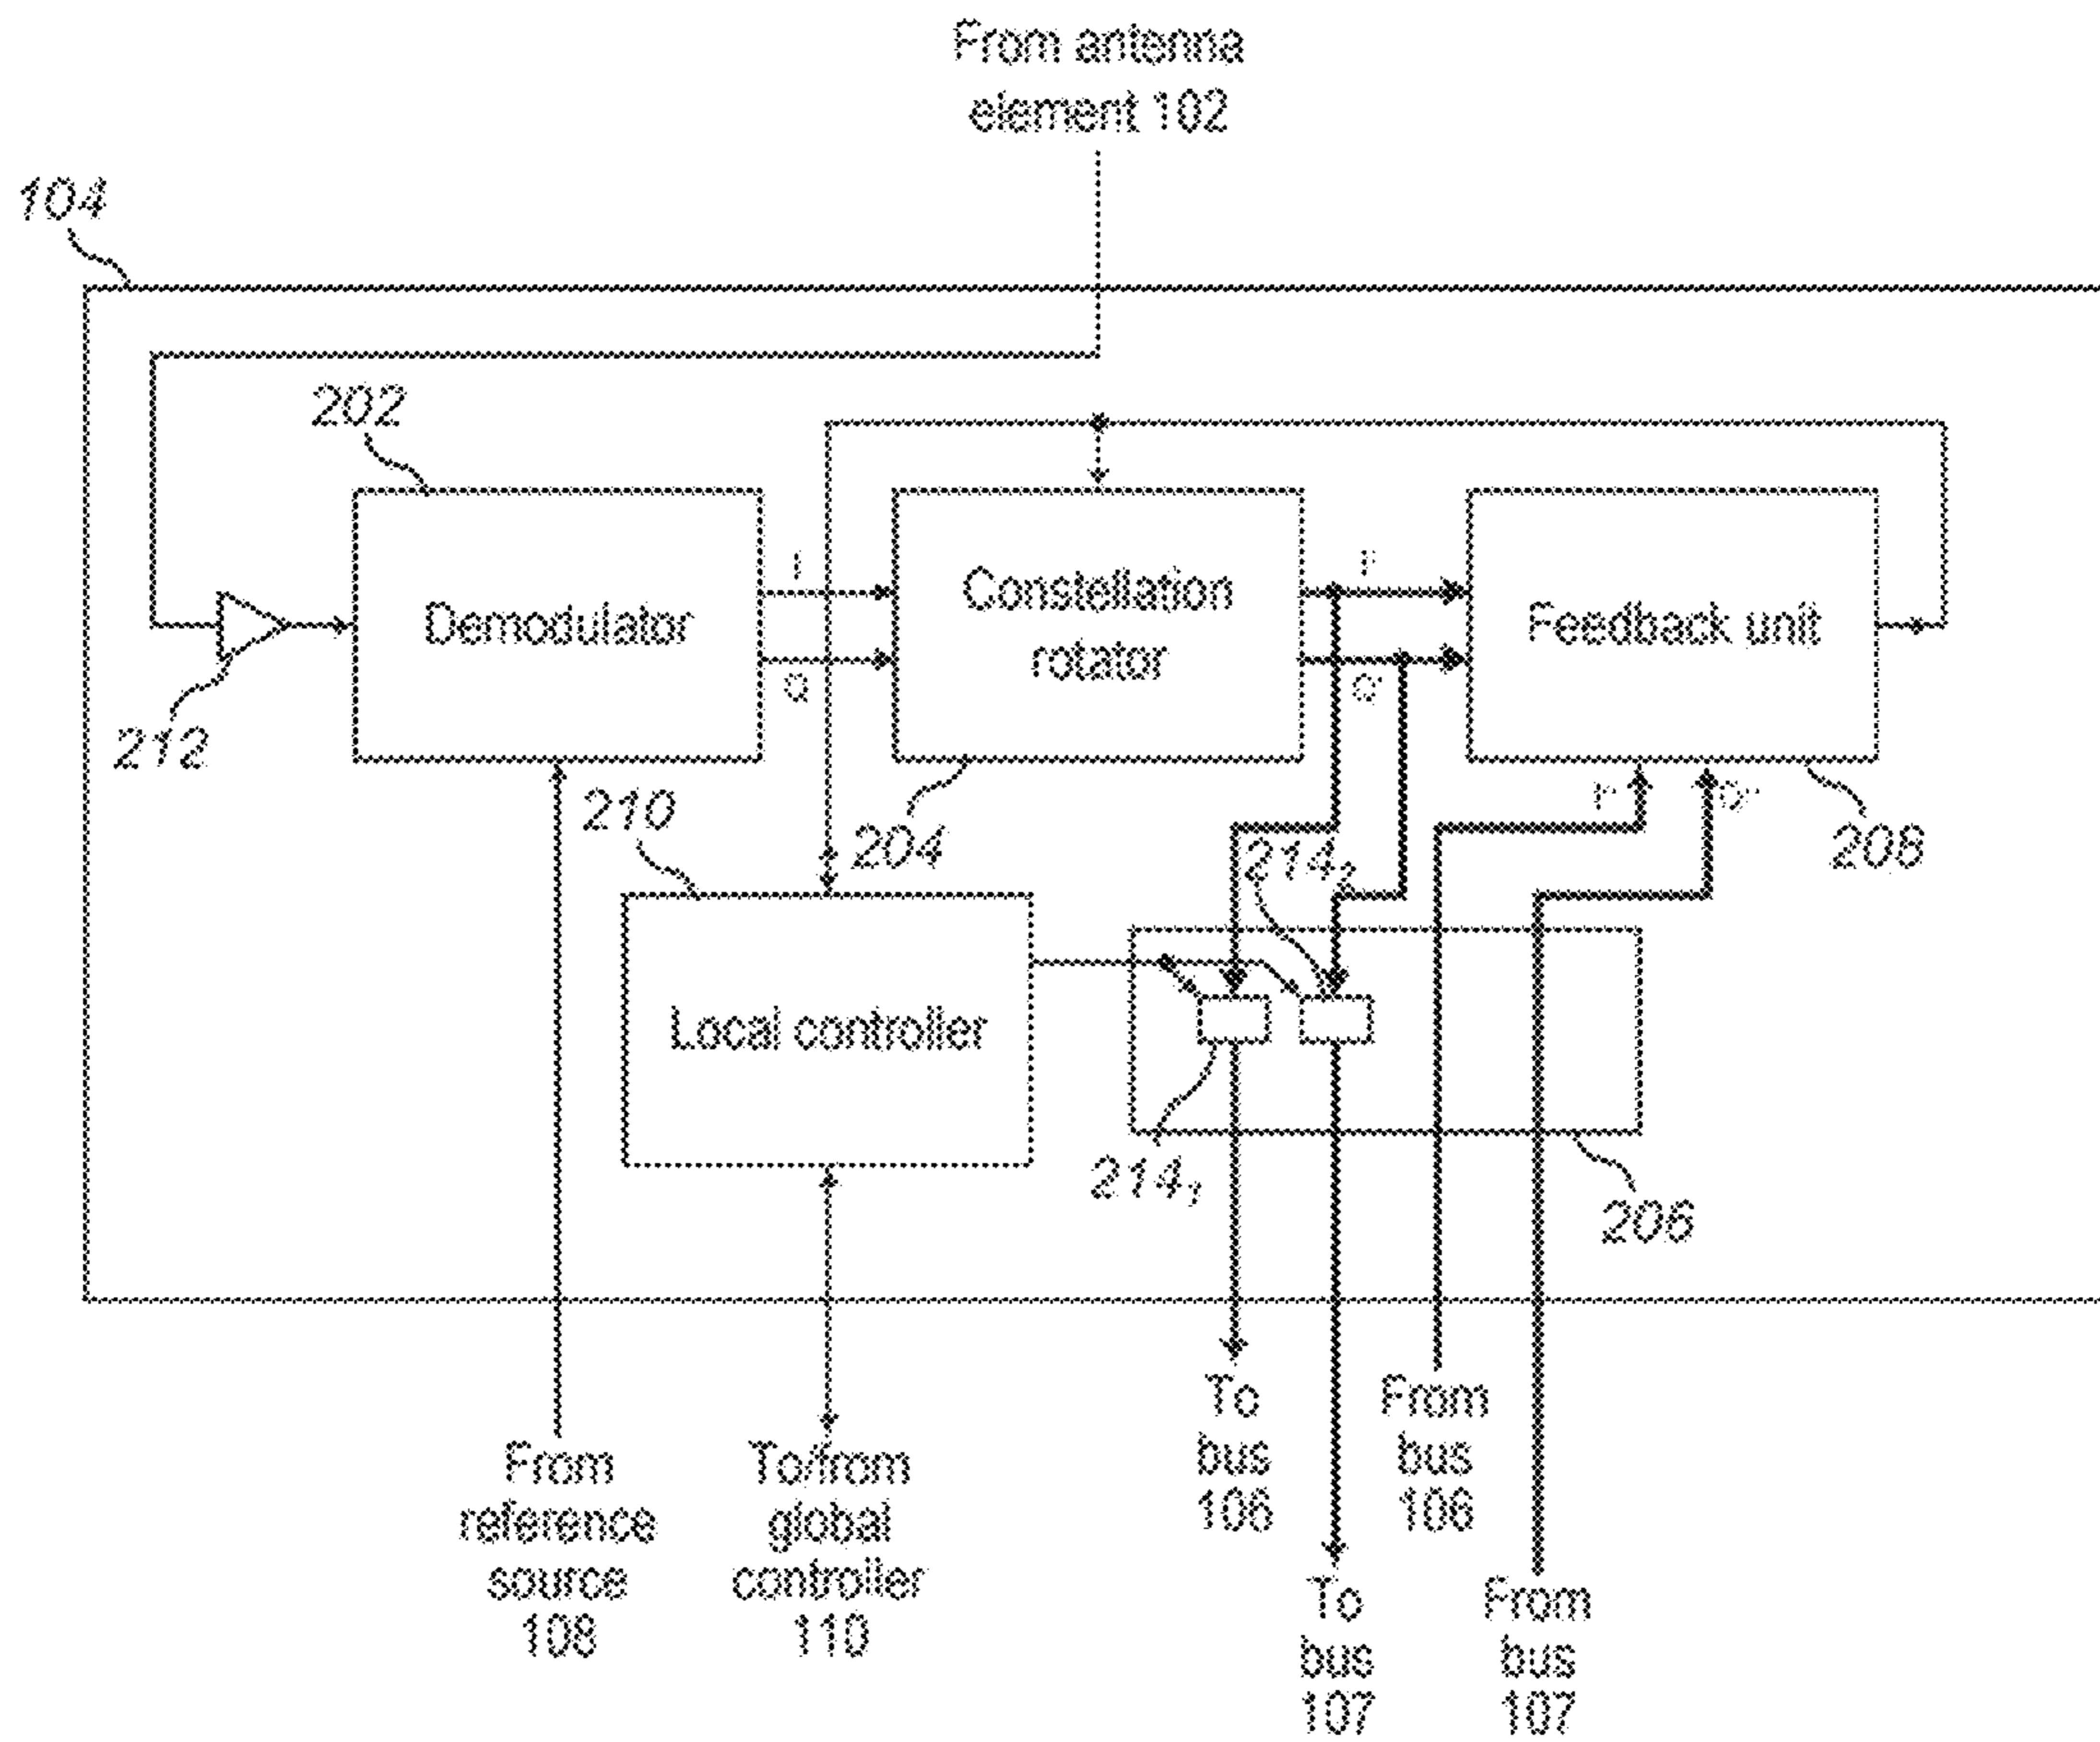 From antenna
element 102
104
202
Demodulator
I
Q
Constellation
rotator
I'
Q'
Feedback unit
212
210
204
214₂
I''
Q''
208
Local controller
214₁
206
From
reference
source
108
To/from
global
controller
110
To
bus
106
From
bus
106
To
bus
107
From
bus
107